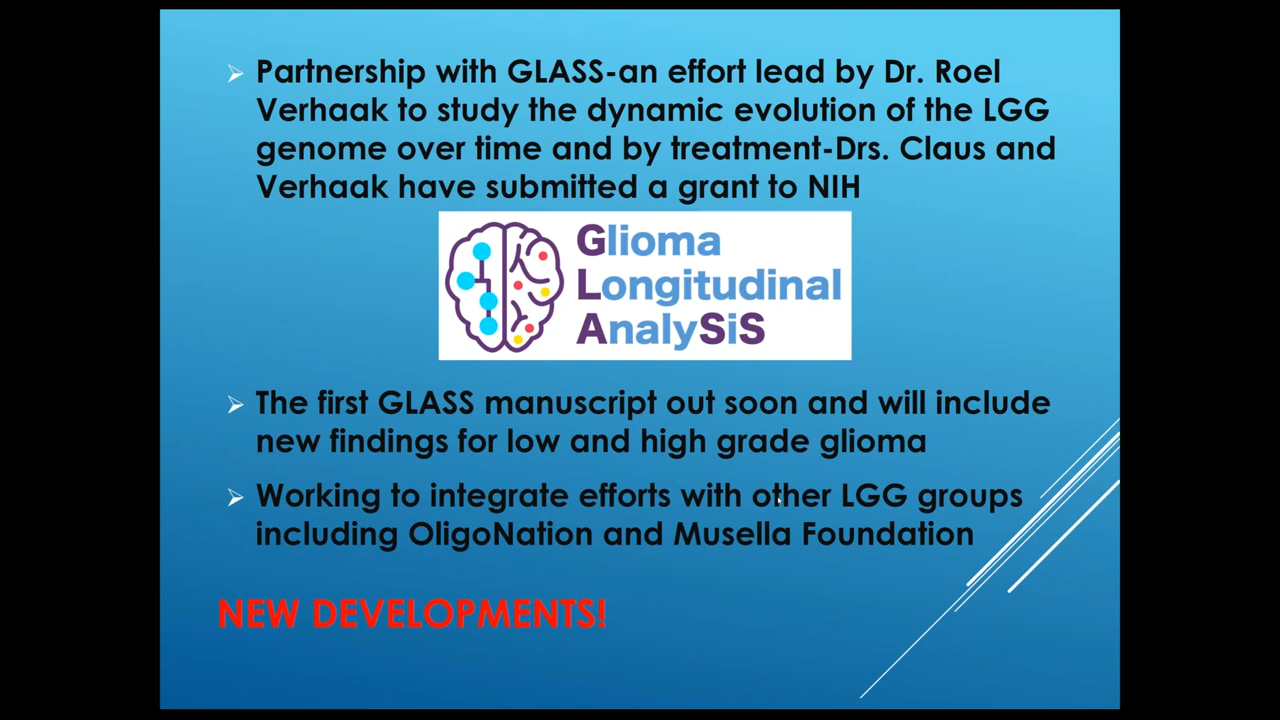 Partnership with GLASS-an effort lead by Dr. Roel
Verhaak to study the dynamic evolution of the LGG
genome over time and by treatment-Drs. Claus and
Verhaak have submitted a grant to NIH
Glioma
Longitudinal
AnalySiS
The first GLASS manuscript out soon and will include
new findings for low and high grade glioma
Working to integrate efforts with other LGG groups
including OligoNation and Musella Foundation
NEW DEVELOPMENTS!